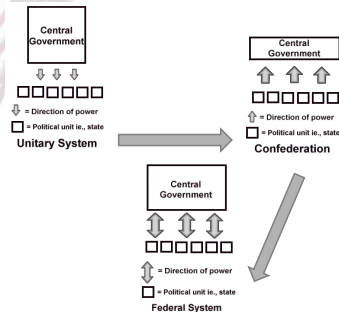 Central
Government
= Direction of power
= Political unit ie., state
Unitary System
Central
Government
= Direction of power
= Political unit ie., state
Confederation
Central
Government
= Direction of power
= Political unit ie., state
Federal System